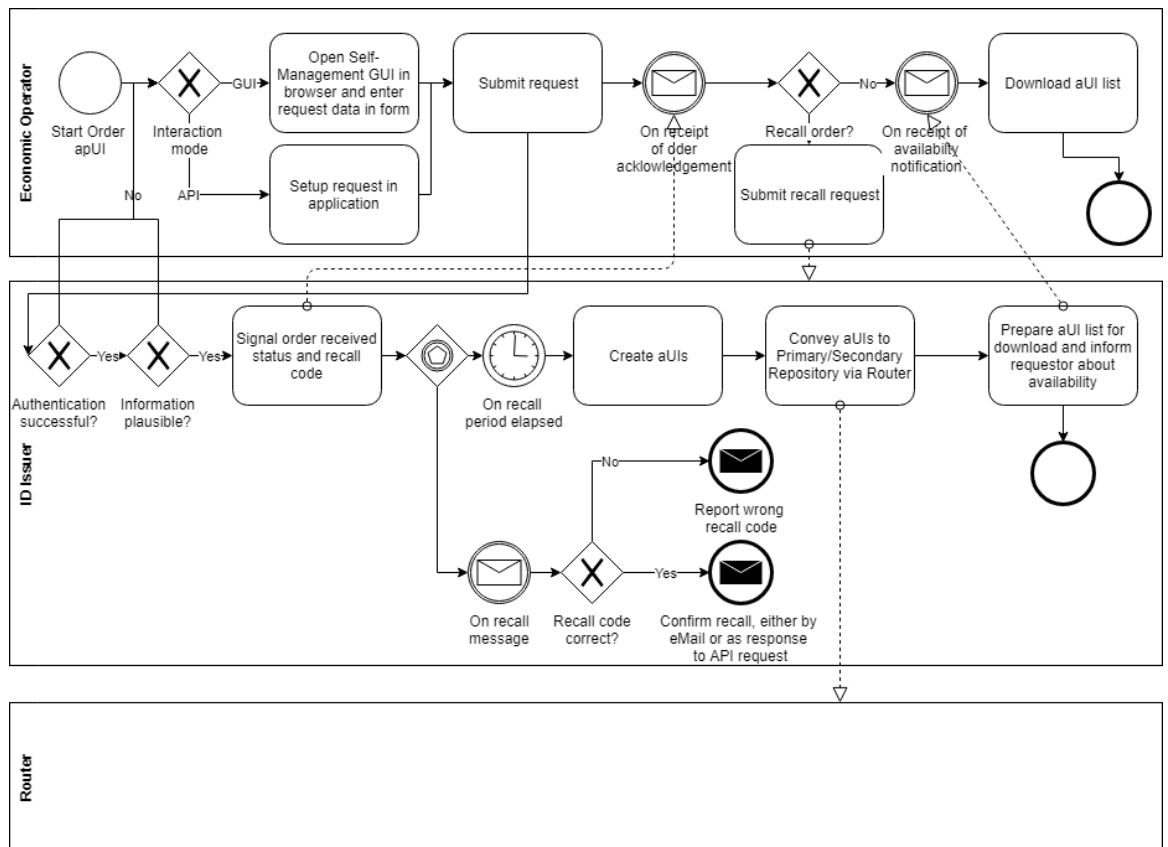 Economic Operator
Start Order
apUI
Interaction
mode
GUI
API
No
Open Self-
Management GUI in
browser and enter
request data in form
Setup request in
application
Submit request
On receipt
of oder
acklowledgement
Recall order?
No
Submit recall request
On receipt of
availabilty
notification
Download aUI list
ID Issuer
Authentication
successful?
Yes
Information
plausible?
Yes
Signal order received
status and recall
code
On recall
period elapsed
Create aUIs
Convey aUIs to
Primary/Secondary
Repository via Router
Prepare aUI list for
download and inform
requestor about
availability
On recall
message
Recall code
correct?
No
Report wrong
recall code
Yes
Confirm recall, either by
eMail or as response
to API request
Router